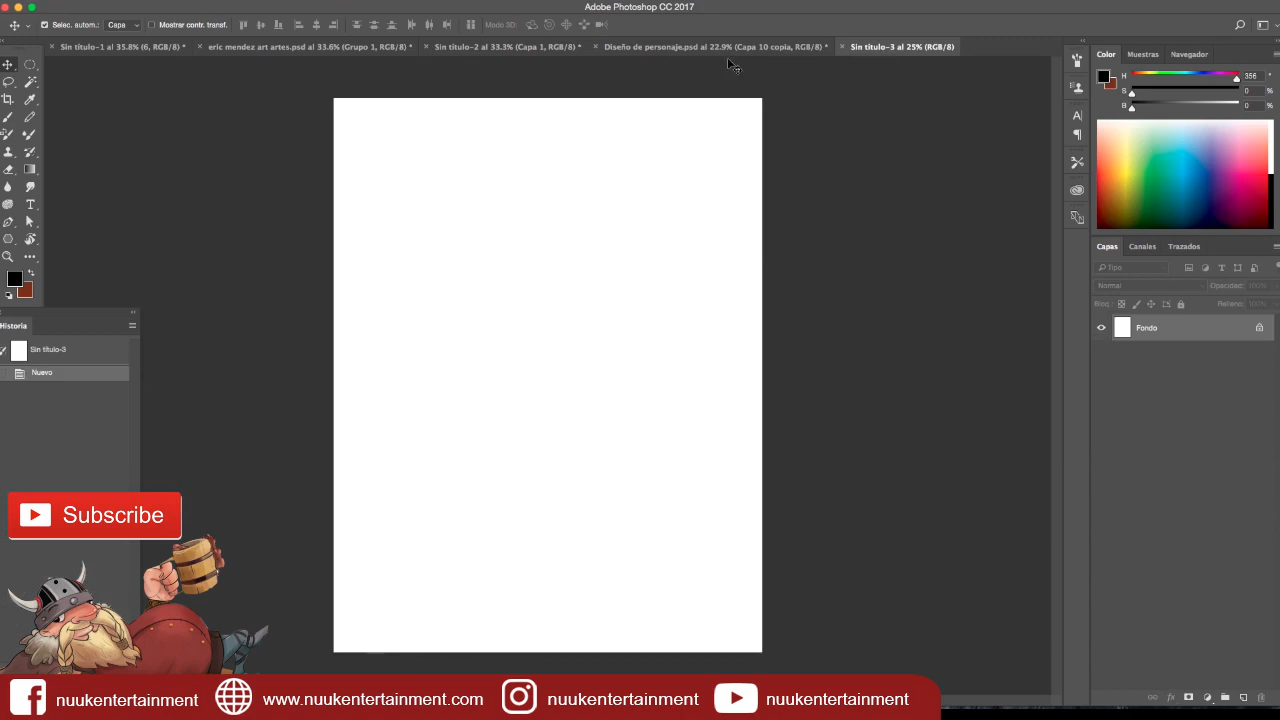 Adobe Photoshop CC 2017
Selec. autom.: Capa Mostrar contr. transf. Modo 3D:
Sin título-1 al 35.8% (6, RGB/8) * eric mendez art artes.psd al 33.6% (Grupo 1, RGB/8) * Sin título-2 al 33.3% (Capa 1, RGB/8) * Diseño de personaje.psd al 22.9% (Capa 10 copia, RGB/8) * Sin título-3 al 25% (RGB/8)
Color Muestras Navegador
H 356 °
S 0 %
B 0 %
Capas Canales Trazados
Tipo
Normal Opacidad: 100%
Bloq.: Relleno: 100%
Fondo
Historia
Sin título-3
Nuevo
Subscribe
nuukentertainment www.nuukentertainment.com nuukentertainment nuukentertainment